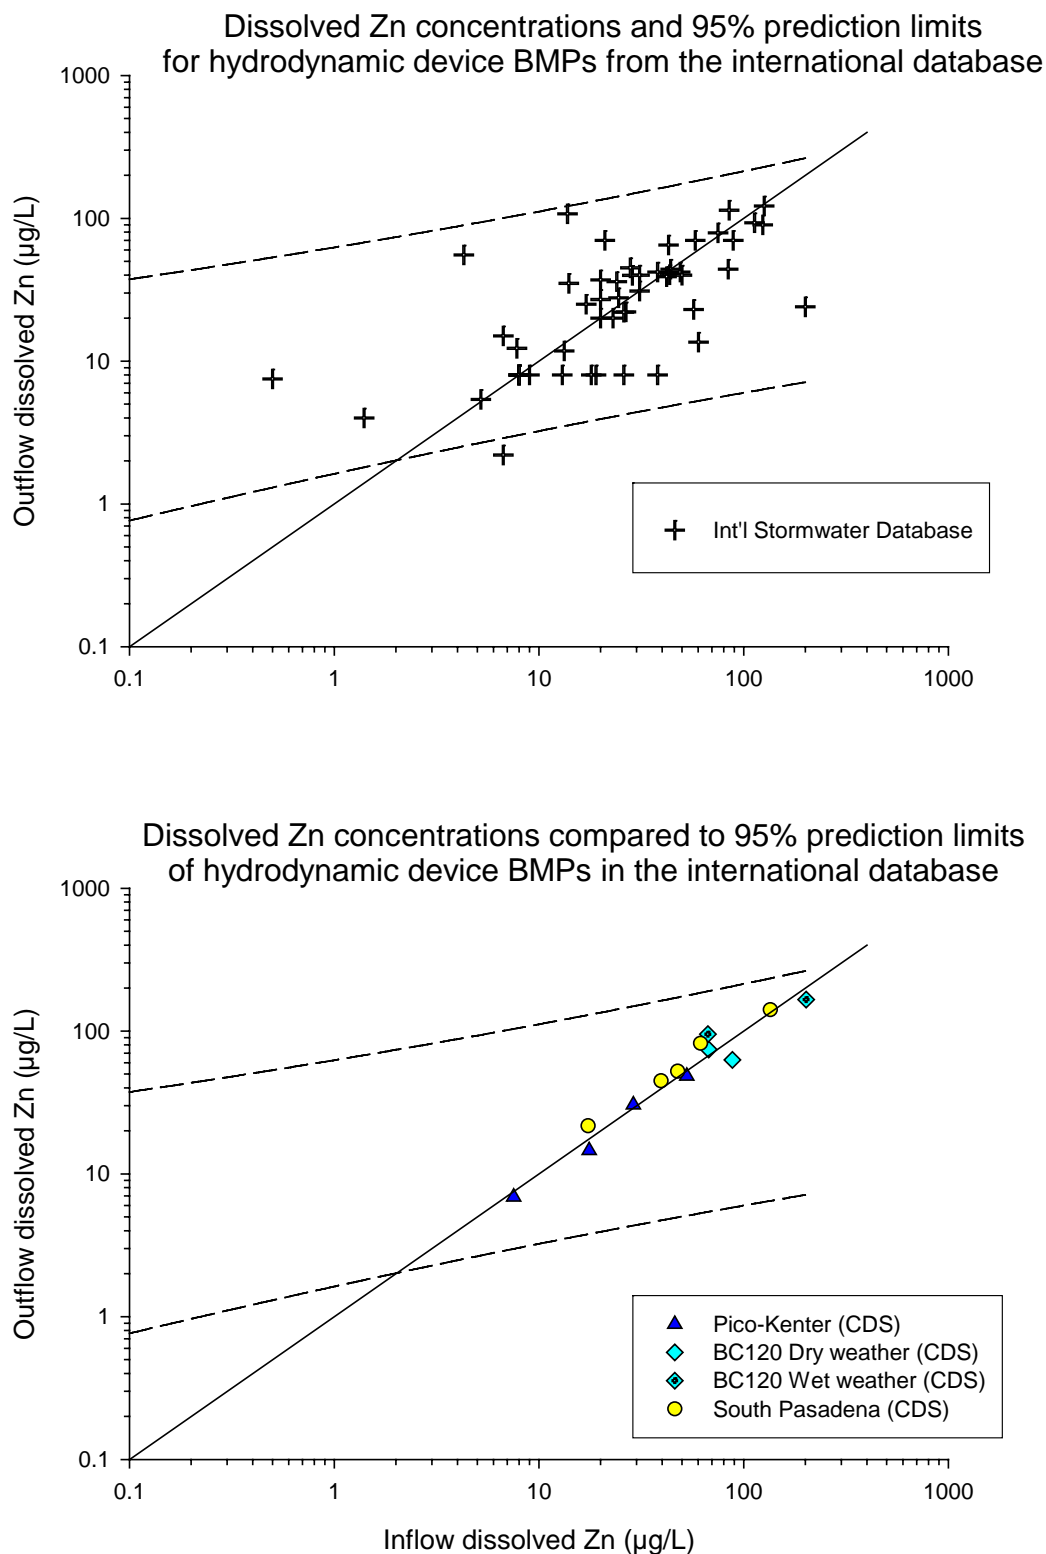 Dissolved Zn concentrations and 95% prediction limits
for hydrodynamic device BMPs from the international database
Outflow dissolved Zn (µg/L)
1000
100
10
1
0.1
Int'l Stormwater Database
0.1 1 10 100 1000
Dissolved Zn concentrations compared to 95% prediction limits
of hydrodynamic device BMPs in the international database
Outflow dissolved Zn (µg/L)
1000
100
10
1
0.1
Pico-Kenter (CDS)
BC120 Dry weather (CDS)
BC120 Wet weather (CDS)
South Pasadena (CDS)
0.1 1 10 100 1000
Inflow dissolved Zn (µg/L)